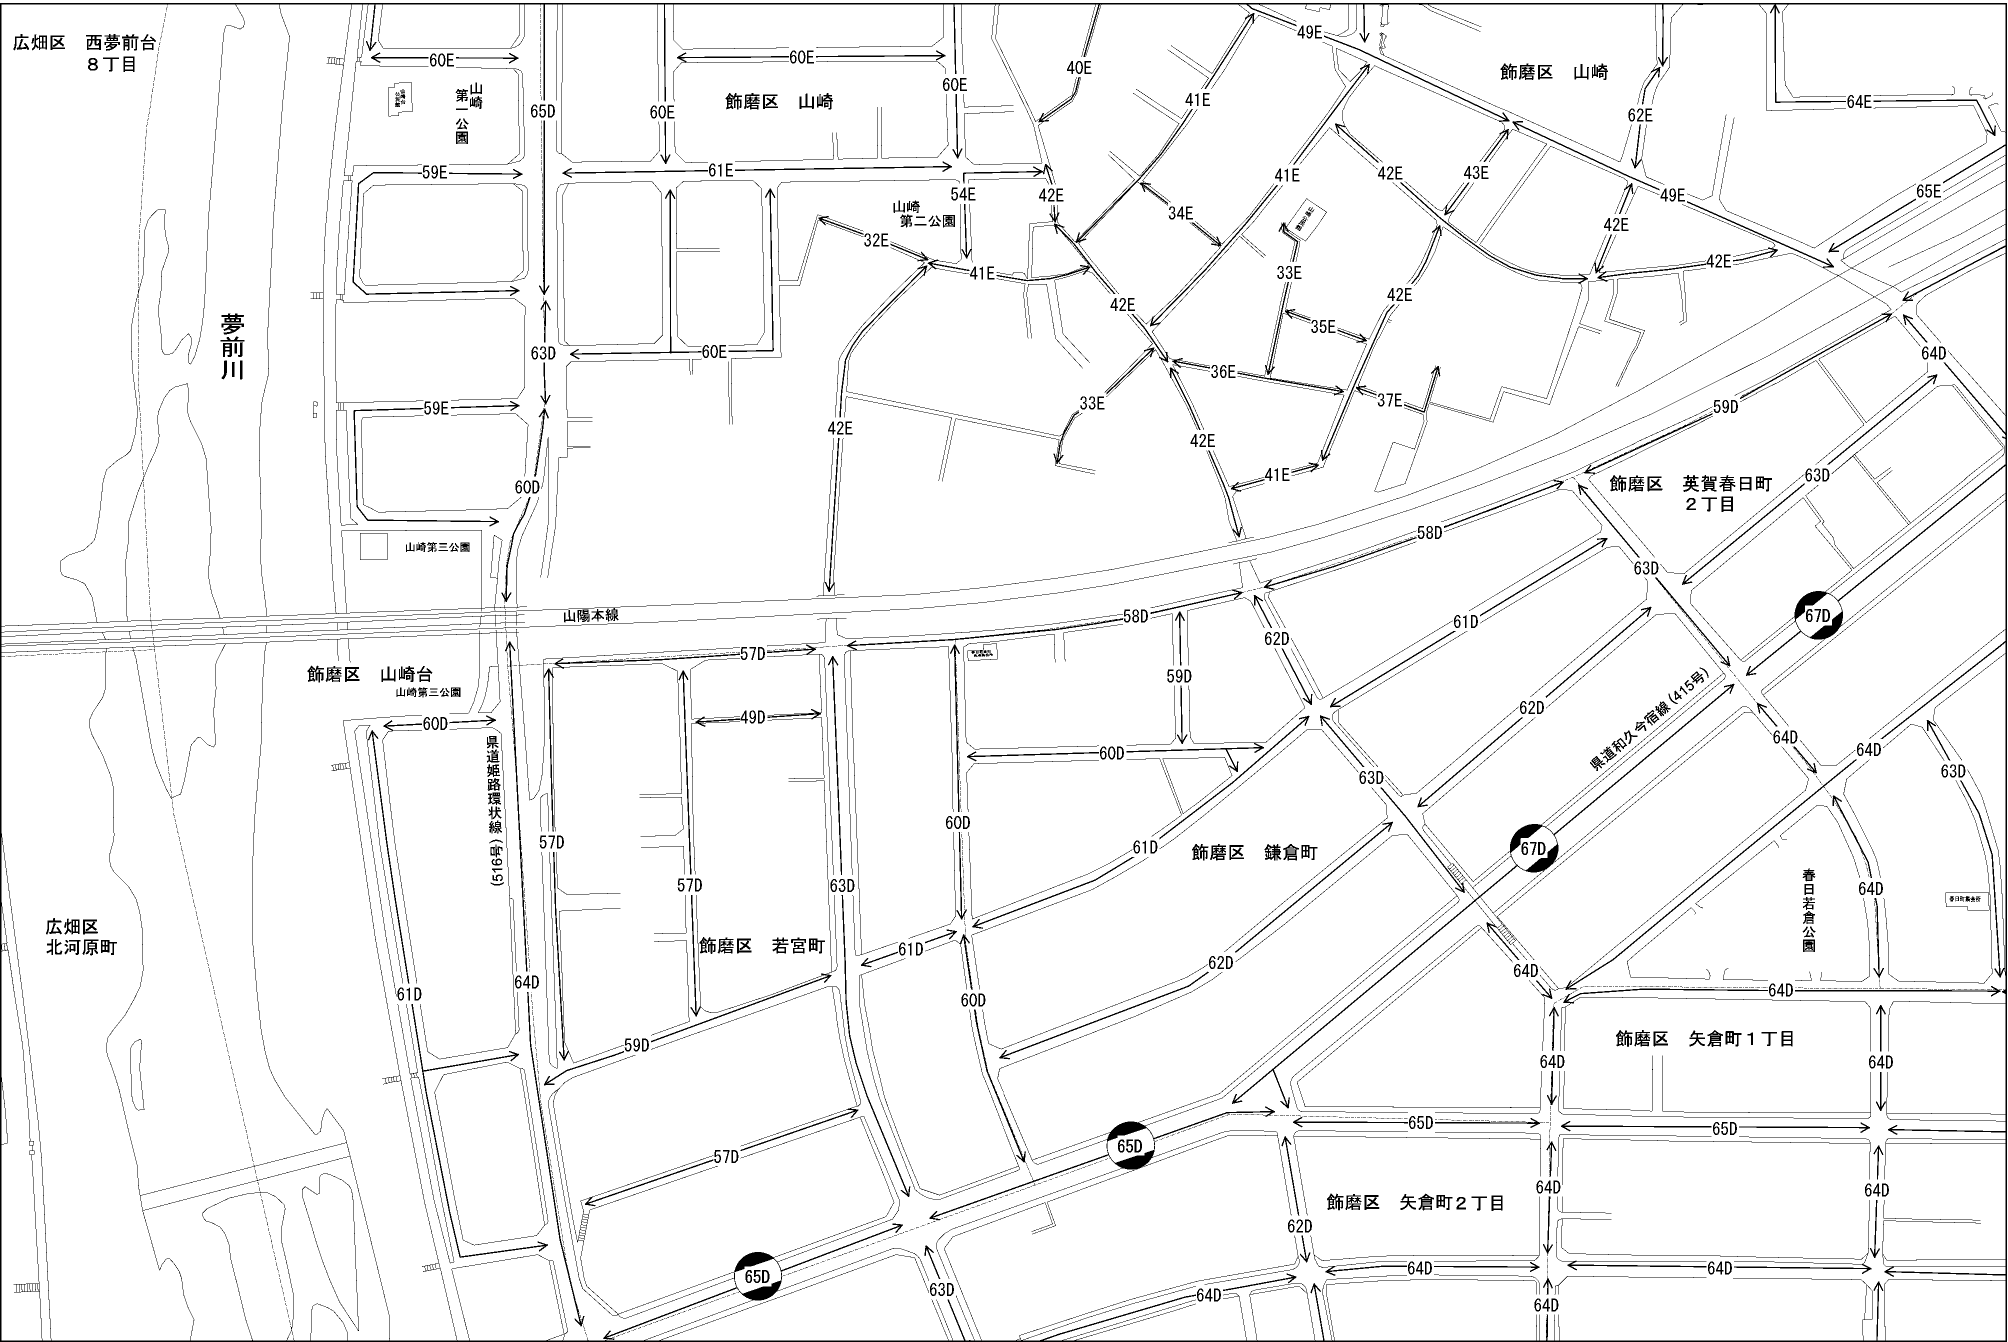 広畑区　西夢前台
８丁目
60E
60E
49E
40E
飾磨区　山崎
飾磨区　山崎
山崎
第一公園
65D
60E
60E
41E
62E
64E
59E
61E
54E
42E
34E
41E
42E
43E
49E
65E
山崎
第二公園
32E
41E
42E
33E
42E
42E
42E
夢前川
63D
60E
35E
64D
36E
59E
33E
37E
59D
42E
42E
41E
63D
60D
飾磨区　英賀春日町
２丁目
58D
山崎第三公園
63D
山陽本線
58D
67D
61D
62D
57D
飾磨区　山崎台
山崎第三公園
59D
60D
49D
62D
県道和久今宿線(415号)
64D
64D
60D
63D
63D
県道姫路環状線
(516号)
57D
60D
61D
飾磨区　鎌倉町
67D
57D
63D
64D
春日若倉公園
春日町集会所
広畑区
北河原町
飾磨区　若宮町
61D
62D
64D
61D
64D
60D
64D
59D
飾磨区　矢倉町１丁目
64D
64D
65D
65D
65D
57D
64D
64D
飾磨区　矢倉町２丁目
62D
65D
63D
64D
64D
64D
64D